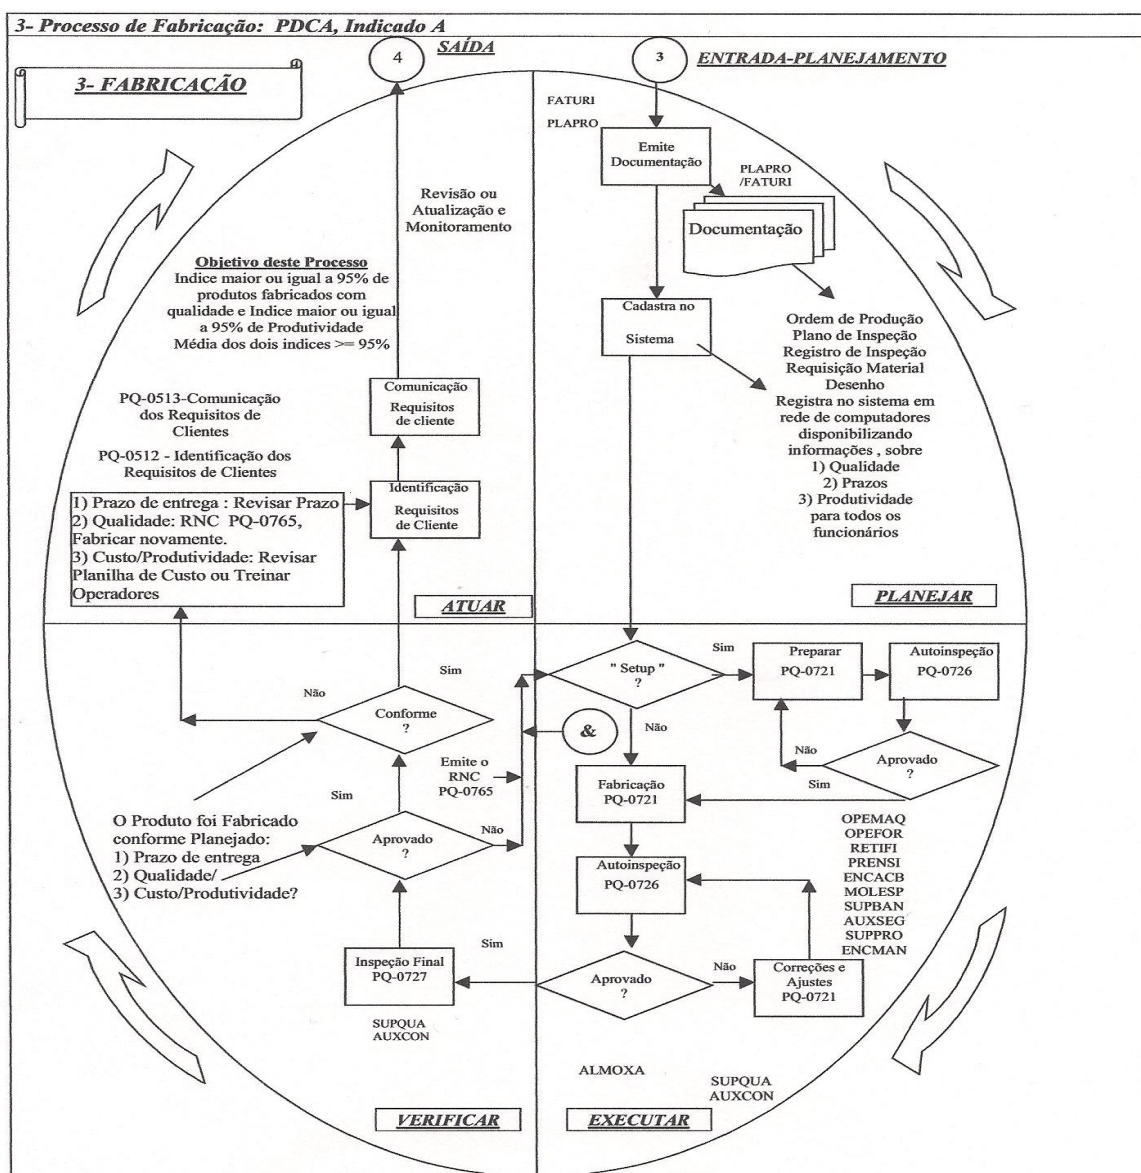 3- Processo de Fabricação:  PDCA, Indicado A
4
SAÍDA
3
ENTRADA-PLANEJAMENTO
3- FABRICAÇÃO
FATURI
PLAPRO
Emite
Documentação
PLAPRO
/FATURI
Documentação
Cadastra no
Sistema
Ordem de Produção
Plano de Inspeção
Registro de Inspeção
Requisição Material
Desenho
Registra no sistema em
rede de computadores
disponibilizando
informações , sobre
1) Qualidade
2) Prazos
3) Produtividade
para todos os
funcionários
PLANEJAR
Revisão ou
Atualização e
Monitoramento
Objetivo deste Processo
Indice maior ou igual a 95% de
produtos fabricados com
qualidade e Indice maior ou igual
a 95% de Produtividade
Média dos dois indices >= 95%
Comunicação
Requisitos
de cliente
PQ-0513-Comunicação
dos Requisitos de
Clientes
PQ-0512 - Identificação dos
Requisitos de Clientes
Identificação
Requisitos
de Cliente
1) Prazo de entrega : Revisar Prazo
2) Qualidade: RNC  PQ-0765,
Fabricar novamente.
3) Custo/Produtividade: Revisar
Planilha de Custo ou Treinar
Operadores
ATUAR
" Setup "
?
Sim
Preparar
PQ-0721
Autoinspeção
PQ-0726
Não
Aprovado
?
Não
Sim
&
Fabricação
PQ-0721
Autoinspeção
PQ-0726
OPEMAQ
OPEFOR
RETIFI
PRENSI
ENCACB
MOLESP
SUPBAN
AUXSEG
SUPPRO
ENCMAN
Aprovado
?
Não
Correções e
Ajustes
PQ-0721
Sim
ALMOXA
SUPQUA
AUXCON
EXECUTAR
Sim
Não
Conforme
?
Emite o
RNC
PQ-0765
Sim
Aprovado
?
Não
O Produto foi Fabricado
conforme Planejado:
1) Prazo de entrega
2) Qualidade/
3) Custo/Produtividade?
Inspeção Final
PQ-0727
SUPQUA
AUXCON
VERIFICAR